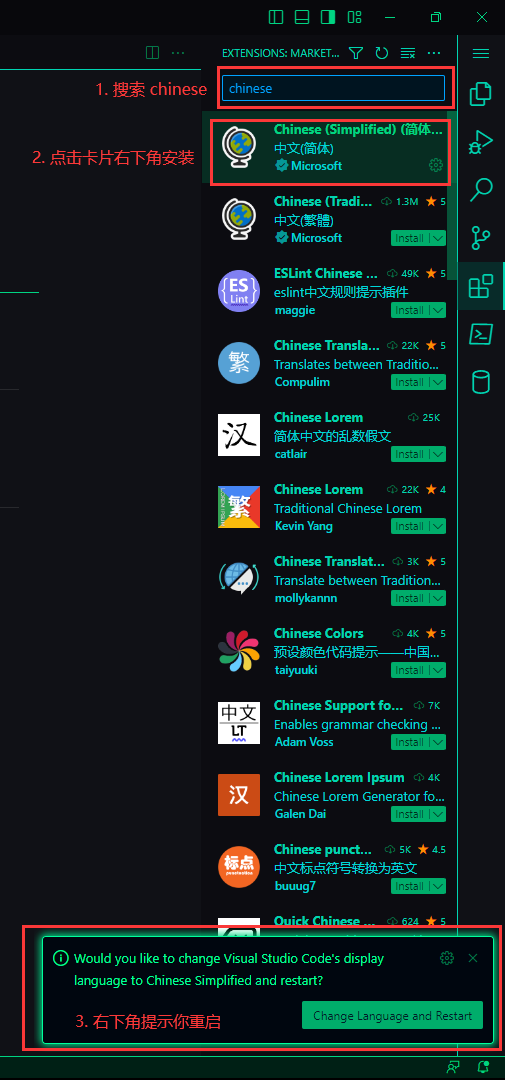 EXTENSIONS: MARKET...
1. 搜索 chinese
chinese
2. 点击卡片右下角安装
Chinese (Simplified) (简体...
中文(简体)
Microsoft
Chinese (Tradi... 1.3M 5
中文(繁體)
Microsoft Install
ESLint Chinese ... 49K 5
eslint中文规则提示插件
maggie Install
ES
Lint
Chinese Transla... 22K 5
Translates between Traditio...
Compulim Install
繁
Chinese Lorem 25K
简体中文的乱数假文
catlair Install
汉
Chinese Lorem 22K 4
Traditional Chinese Lorem
Kevin Yang Install
繁
Chinese Translat... 3K 5
Translate between Tradition...
mollykannn Install
Chinese Colors 4K 5
预设颜色代码提示——中国...
taiyuuki Install
Chinese Support fo... 7K
Enables grammar checking ...
Adam Voss Install
中文
LT
Chinese Lorem Ipsum 4K
Chinese Lorem Generator fo...
Galen Dai Install
汉
Chinese punct... 5K 4.5
中文标点符号转换为英文
buuug7 Install
标点
Quick Chinese ... 624 5
Would you like to change Visual Studio Code's display
language to Chinese Simplified and restart?
3. 右下角提示你重启
Change Language and Restart